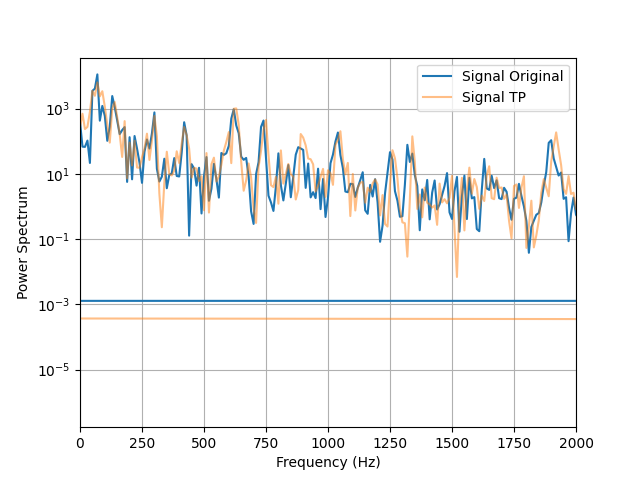 Signal Original
Signal TP
Power Spectrum
10³
10¹
10⁻¹
10⁻³
10⁻⁵
0 250 500 750 1000 1250 1500 1750 2000
Frequency (Hz)